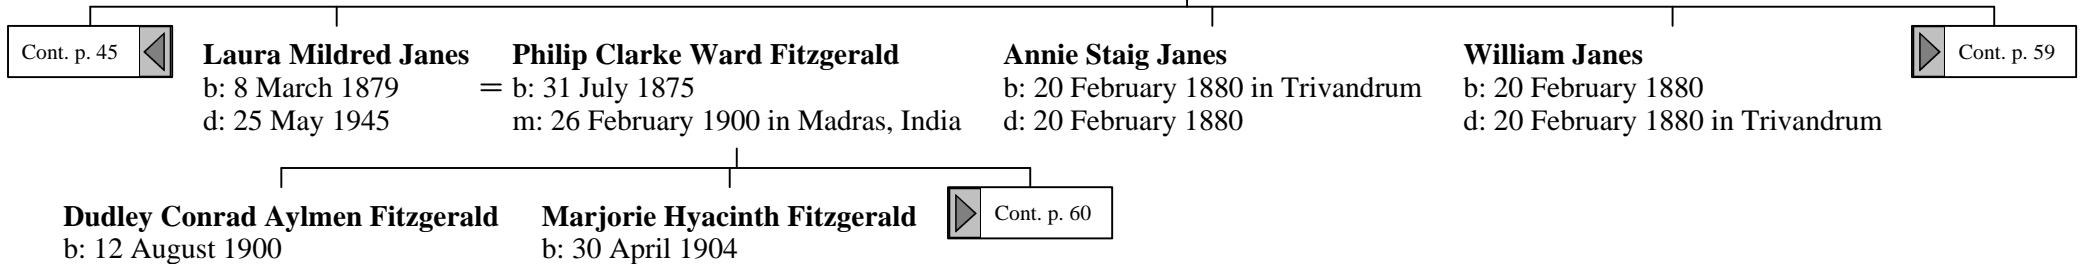 Cont. p. 45
Laura Mildred Janes
b: 8 March 1879
d: 25 May 1945
=
Philip Clarke Ward Fitzgerald
b: 31 July 1875
m: 26 February 1900 in Madras, India
Annie Staig Janes
b: 20 February 1880 in Trivandrum
d: 20 February 1880
William Janes
b: 20 February 1880
d: 20 February 1880 in Trivandrum
Cont. p. 59
Dudley Conrad Aylmen Fitzgerald
b: 12 August 1900
Marjorie Hyacinth Fitzgerald
b: 30 April 1904
Cont. p. 60